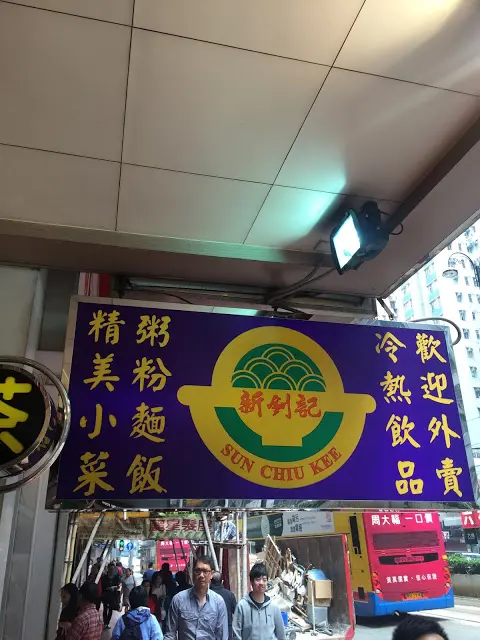 歡迎外賣
冷熱飲品
新釗記
SUN CHIU KEE
粥粉麵飯
精美小菜
茶
周大福 一口價